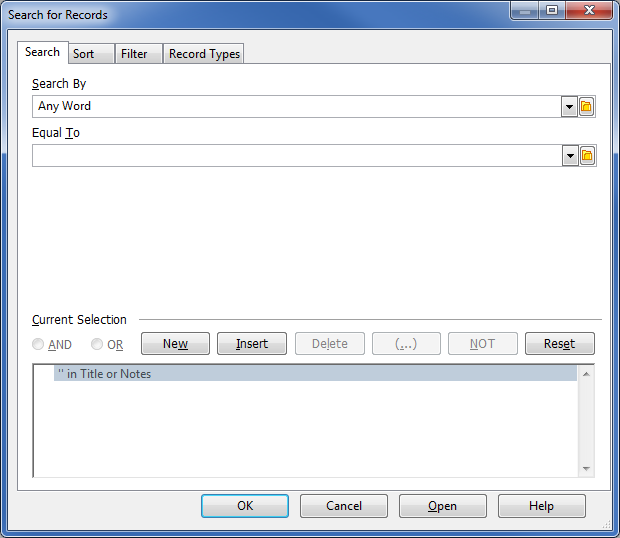 Search for Records
Search Sort Filter Record Types
Search By
Any Word
Equal To
Current Selection
AND OR New Insert Delete (...) NOT Reset
'' in Title or Notes
OK Cancel Open Help